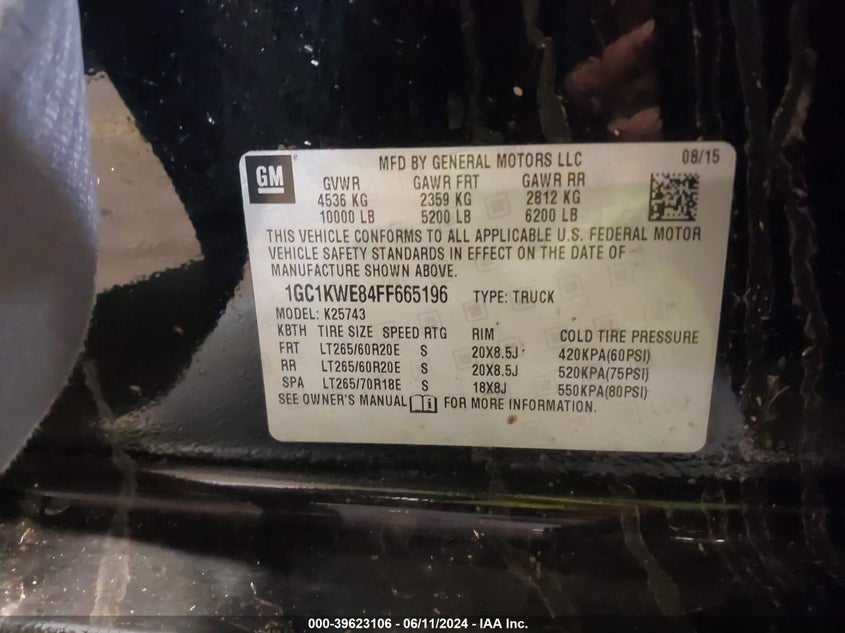 GM
MFD BY GENERAL MOTORS LLC 08/15
GVWR GAWR FRT GAWR RR
4536 KG 2359 KG 2812 KG
10000 LB 5200 LB 6200 LB
THIS VEHICLE CONFORMS TO ALL APPLICABLE U.S. FEDERAL MOTOR
VEHICLE SAFETY STANDARDS IN EFFECT ON THE DATE OF
MANUFACTURE SHOWN ABOVE.
1GC1KWE84FF665196 TYPE: TRUCK
MODEL: K25743
KBTH TIRE SIZE SPEED RTG RIM COLD TIRE PRESSURE
FRT LT265/60R20E S 20X8.5J 420KPA(60PSI)
RR LT265/60R20E S 20X8.5J 520KPA(75PSI)
SPA LT265/70R18E S 18X8J 550KPA(80PSI)
SEE OWNER'S MANUAL FOR MORE INFORMATION.
000-39623106 - 06/11/2024 - IAA Inc.